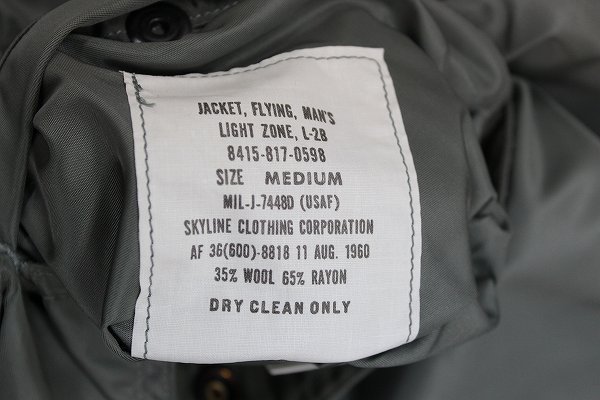 JACKET, FLYING, MAN'S
LIGHT ZONE, L-2B
8415-817-0598
SIZE MEDIUM
MIL-J-7448D (USAF)
SKYLINE CLOTHING CORPORATION
AF 36(600)-8818 11 AUG. 1960
35% WOOL 65% RAYON
DRY CLEAN ONLY